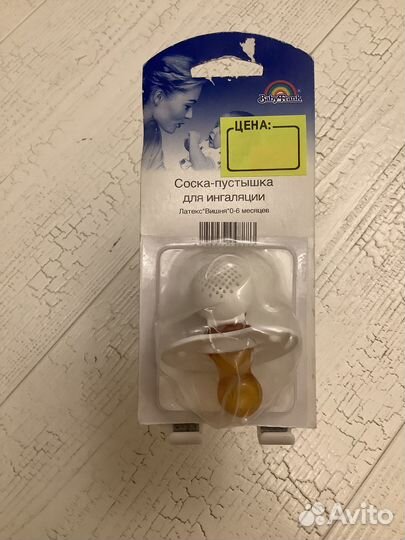 Baby-Frank
ЦЕНА:
Соска-пустышка
для ингаляции
Латекс"Вишня"0-6 месяцев
Avito